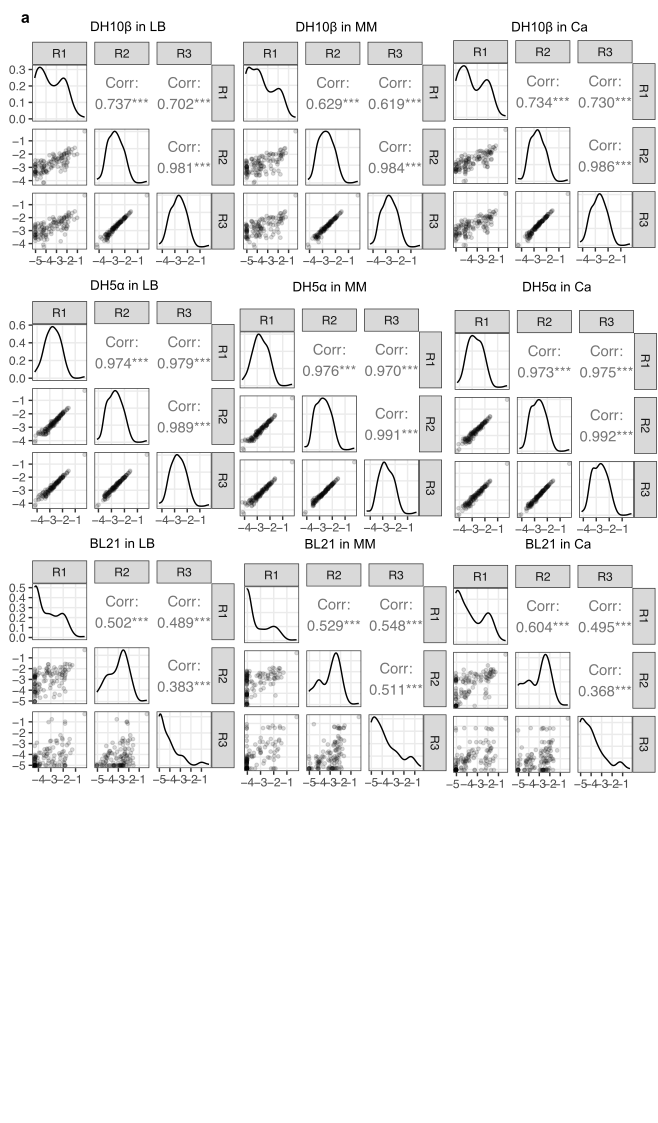 a
DH10β in LB
DH10β in MM
DH10β in Ca
R1 R2 R3
R1 R2 R3
R1 R2 R3
0.3
0.2
0.1
0.0
Corr:
0.737***
Corr:
0.702***
R1
Corr:
0.629***
Corr:
0.619***
R1
Corr:
0.734***
Corr:
0.730***
R1
−1
−2
−3
−4
Corr:
0.981***
R2
Corr:
0.984***
R2
Corr:
0.986***
R2
−1
−2
−3
−4
R3
R3
R3
−5−4−3−2−1 −4−3−2−1 −4−3−2−1
−5−4−3−2−1 −4−3−2−1 −4−3−2−1
−5−4−3−2−1 −4−3−2−1 −4−3−2−1
DH5α in LB
DH5α in MM
DH5α in Ca
R1 R2 R3
R1 R2 R3
R1 R2 R3
0.6
0.4
0.2
0.0
Corr:
0.974***
Corr:
0.979***
R1
Corr:
0.976***
Corr:
0.970***
R1
Corr:
0.973***
Corr:
0.975***
R1
−1
−2
−3
−4
Corr:
0.989***
R2
Corr:
0.991***
R2
Corr:
0.992***
R2
−1
−2
−3
−4
R3
R3
R3
−4−3−2−1 −4−3−2−1 −4−3−2−1
−4−3−2−1 −4−3−2−1 −4−3−2−1
−4−3−2−1 −4−3−2−1 −4−3−2−1
BL21 in LB
BL21 in MM
BL21 in Ca
R1 R2 R3
R1 R2 R3
R1 R2 R3
0.5
0.4
0.3
0.2
0.1
0.0
Corr:
0.502***
Corr:
0.489***
R1
Corr:
0.529***
Corr:
0.548***
R1
Corr:
0.604***
Corr:
0.495***
R1
−1
−2
−3
−4
−5
Corr:
0.383***
R2
Corr:
0.511***
R2
Corr:
0.368***
R2
−1
−2
−3
−4
−5
R3
R3
R3
−4−3−2−1 −5−4−3−2−1 −5−4−3−2−1
−4−3−2−1 −5−4−3−2−1 −5−4−3−2−1
−5−4−3−2−1 −5−4−3−2−1 −5−4−3−2−1